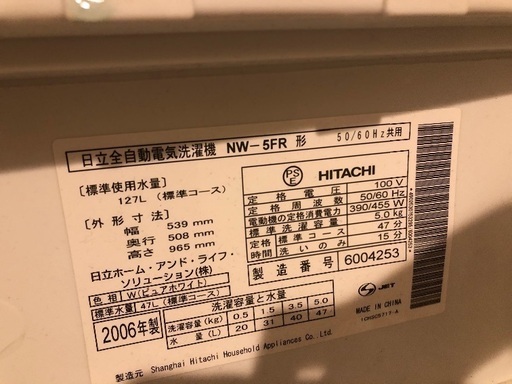 日立全自動電気洗濯機 NW-5FR 形 50/60Hz共用
[標準使用水量]
127L (標準コース)
[外形寸法]
幅 539 mm
奥行 508 mm
高さ 965 mm
日立ホーム・アンド・ライフ・
ソリューション(株)
色相 W(ピュアホワイト)
標準水量 47L (標準コース)
2006年製
PSE HITACHI
定格電圧 100 V
定格周波数 50/60 Hz
電動機の定格消費電力 390/455 W
標準洗濯容量 5.0kg
標準コース 47分
洗いのみ 15分
製造番号 6004253
洗濯容量と水量
洗濯容量(kg) 0.5 1.5 3.5 5.0
水量(L) 20 31 40 47
JET
MADE IN CHINA
製造元 Shanghai Hitachi Household Appliances Co., Ltd.